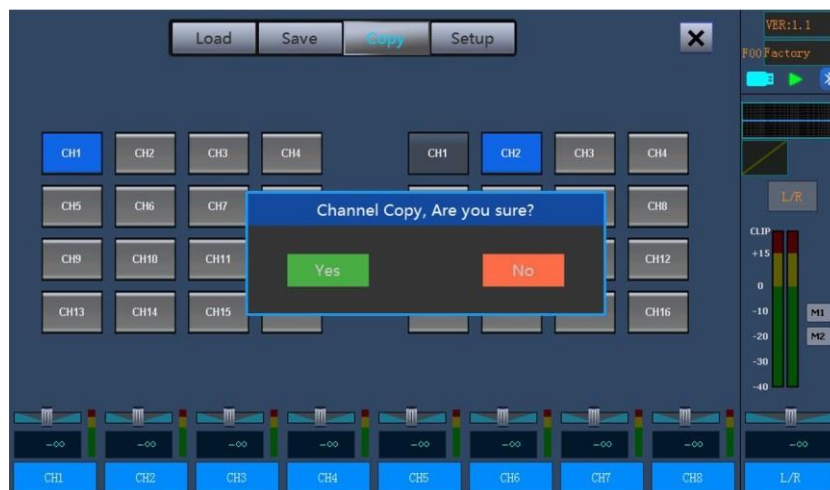 Load Save Copy Setup
VER:1.1
F00Factory
CH1 CH2 CH3 CH4 CH1 CH2 CH3 CH4
CH5 CH6 CH7 CH8
Channel Copy, Are you sure?
L/R
CH9 CH10 CH11 CH12
Yes No
CH13 CH14 CH15 CH16
CLIP
+15
0
-10 M1
-20 M2
-30
-40
-∞ -∞ -∞ -∞ -∞ -∞ -∞ -∞ -∞
CH1 CH2 CH3 CH4 CH5 CH6 CH7 CH8 L/R